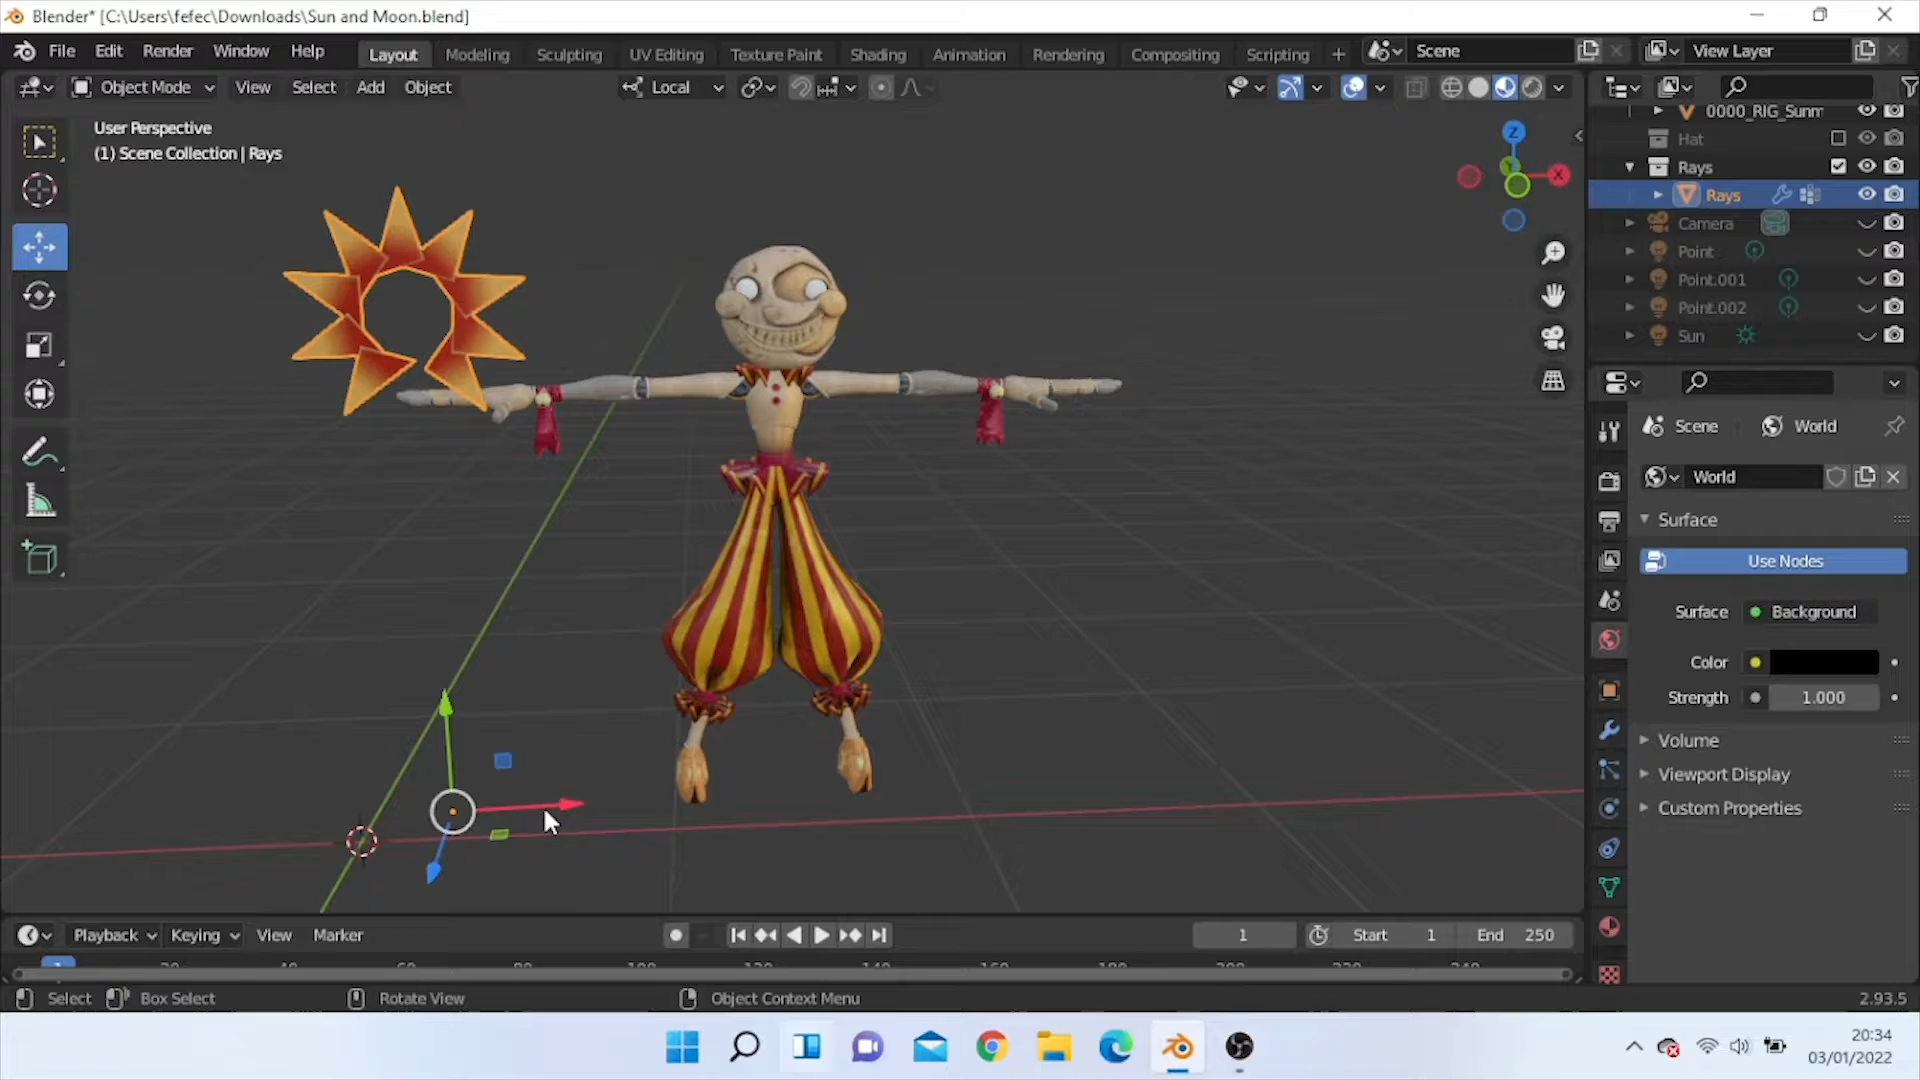 Blender* [C:\Users\fefec\Downloads\Sun and Moon.blend]
File Edit Render Window Help
Layout Modeling Sculpting UV Editing Texture Paint Shading Animation Rendering Compositing Scripting +
Scene
View Layer
Object Mode View Select Add Object
Local
User Perspective
(1) Scene Collection | Rays
Z
Y
X
0000_RIG_Sunm
Hat
Rays
Rays
Camera
Point
Point.001
Point.002
Sun
Scene World
World
Surface
Use Nodes
Surface Background
Color
Strength 1.000
Volume
Viewport Display
Custom Properties
Playback Keying View Marker
1
Start 1
End 250
Select Box Select Rotate View Object Context Menu
2.93.5
20:34
03/01/2022